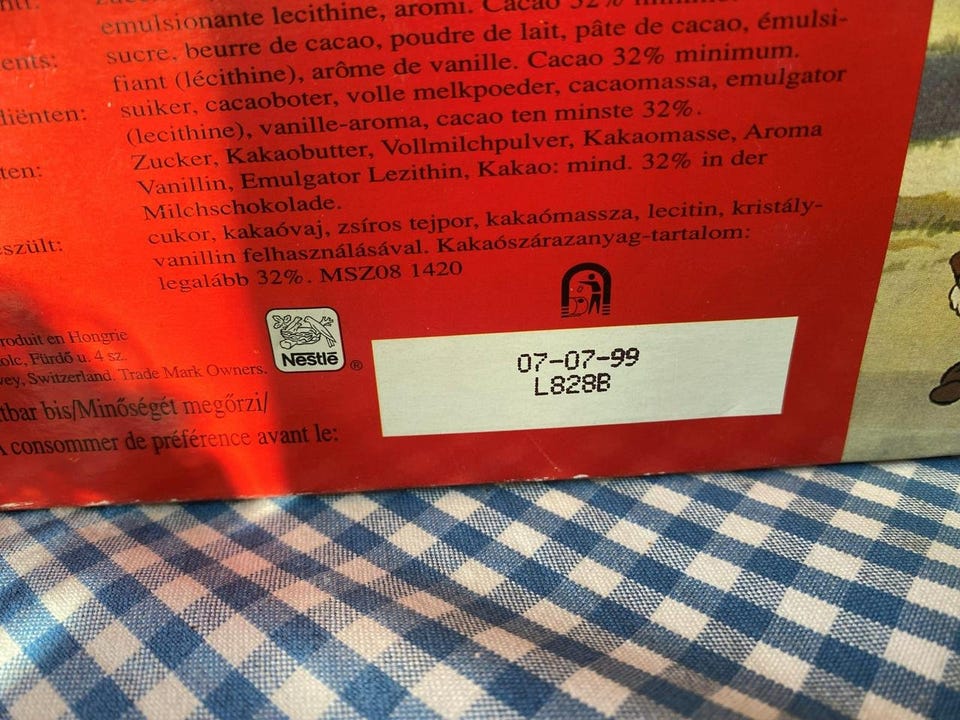 emulsionante lecithine, aromi. Cacao 32%
ents: sucre, beurre de cacao, poudre de lait, pâte de cacao, émulsi-
fiant (lécithine), arôme de vanille. Cacao 32% minimum.
diënten: suiker, cacaoboter, volle melkpoeder, cacaomassa, emulgator
(lecithine), vanille-aroma, cacao ten minste 32%.
ten: Zucker, Kakaobutter, Vollmilchpulver, Kakaomasse, Aroma
Vanillin, Emulgator Lezithin, Kakao: mind. 32% in der
Milchschokolade.
szült: cukor, kakaóvaj, zsíros tejpor, kakaómassza, lecitin, kristály-
vanillin felhasználásával. Kakaószárazanyag-tartalom:
legalább 32%. MSZ08 1420
roduit en Hongrie
olc, Fürdő u. 4 sz.
vey, Switzerland. Trade Mark Owners.
Nestlé ®
tbar bis/Minőségét megőrzi/
A consommer de préférence avant le:
07-07-99
L828B